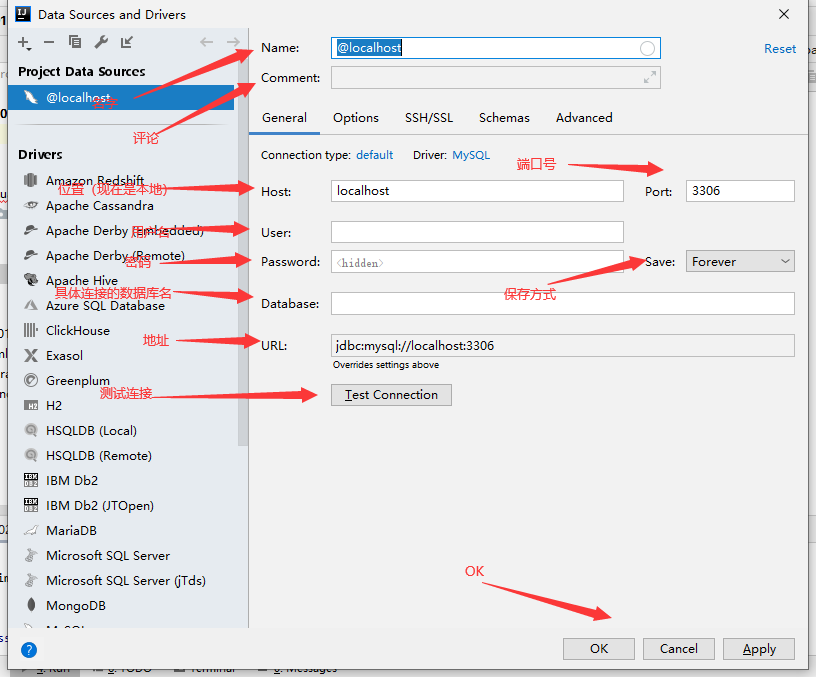 Data Sources and Drivers
Name: @localhost Reset
Comment:
Project Data Sources
@localhost
名字
评论
General Options SSH/SSL Schemas Advanced
Connection type: default Driver: MySQL
端口号
Drivers
Amazon Redshift
位置（现在是本地）
Host: localhost Port: 3306
Apache Cassandra
Apache Derby (Embedded)
用户名
User:
Apache Derby (Remote)
密码
Password: <hidden> Save: Forever
Apache Hive
具体连接的数据库名
保存方式
Azure SQL Database
Database:
ClickHouse
地址
URL: jdbc:mysql://localhost:3306
Overrides settings above
Exasol
Greenplum
测试连接
Test Connection
H2
HSQLDB (Local)
HSQLDB (Remote)
IBM Db2
IBM Db2 (JTOpen)
MariaDB
Microsoft SQL Server
OK
Microsoft SQL Server (jTds)
MongoDB
OK Cancel Apply